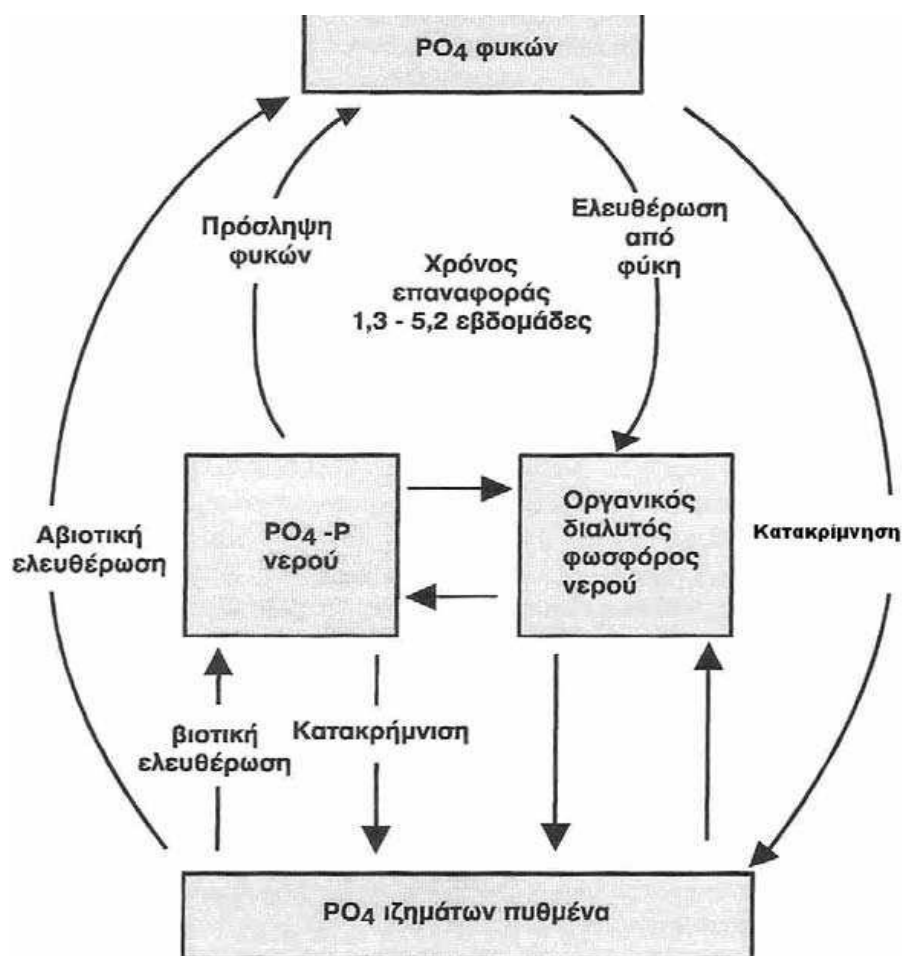 PO4 φυκών
Πρόσληψη
φυκών
Ελευθέρωση
από
φύκη
Χρόνος
επαναφοράς
1,3 - 5,2 εβδομάδες
PO4 -P
νερού
Οργανικός
διαλυτός
φωσφόρος
νερού
Αβιοτική
ελευθέρωση
Κατακρίμνηση
βιοτική
ελευθέρωση
Κατακρήμνιση
PO4 ιζημάτων πυθμένα